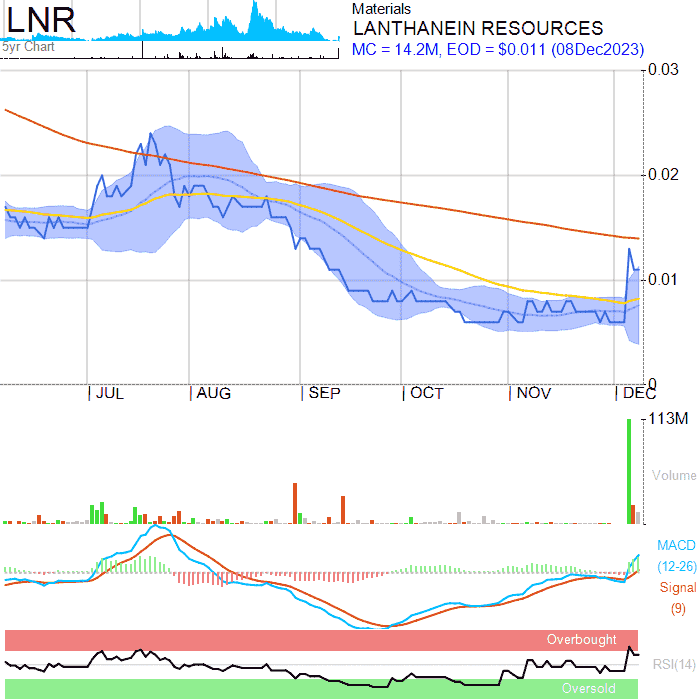 LNR
5yr Chart
Materials
LANTHANEIN RESOURCES
MC = 14.2M, EOD = $0.011 (08Dec2023)
0.03
0.02
0.01
0
JUL
AUG
SEP
OCT
NOV
DEC
113M
Volume
MACD
(12-26)
Signal
(9)
Overbought
RSI(14)
Oversold